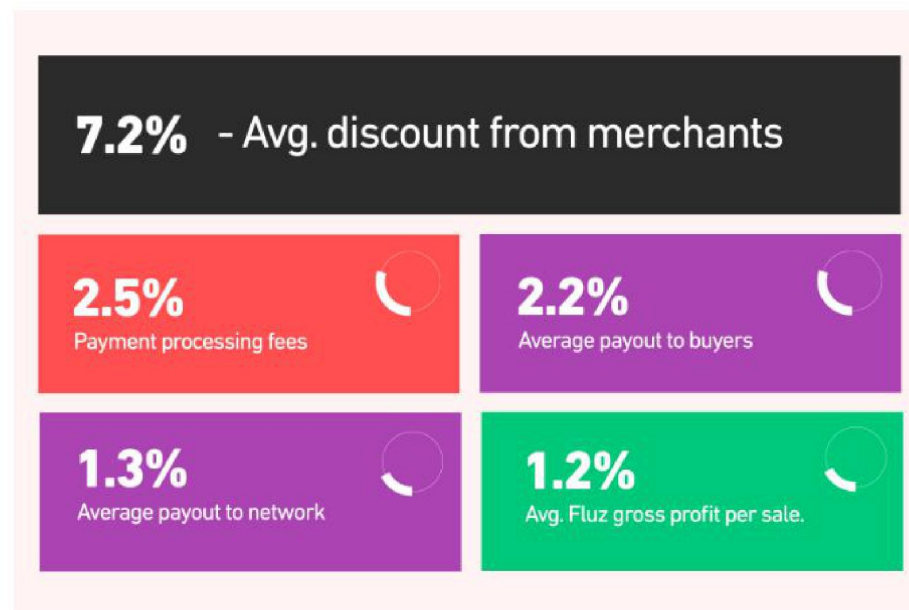 7.2% - Avg. discount from merchants
2.5%
Payment processing fees
2.2%
Average payout to buyers
1.3%
Average payout to network
1.2%
Avg. Fluz gross profit per sale.